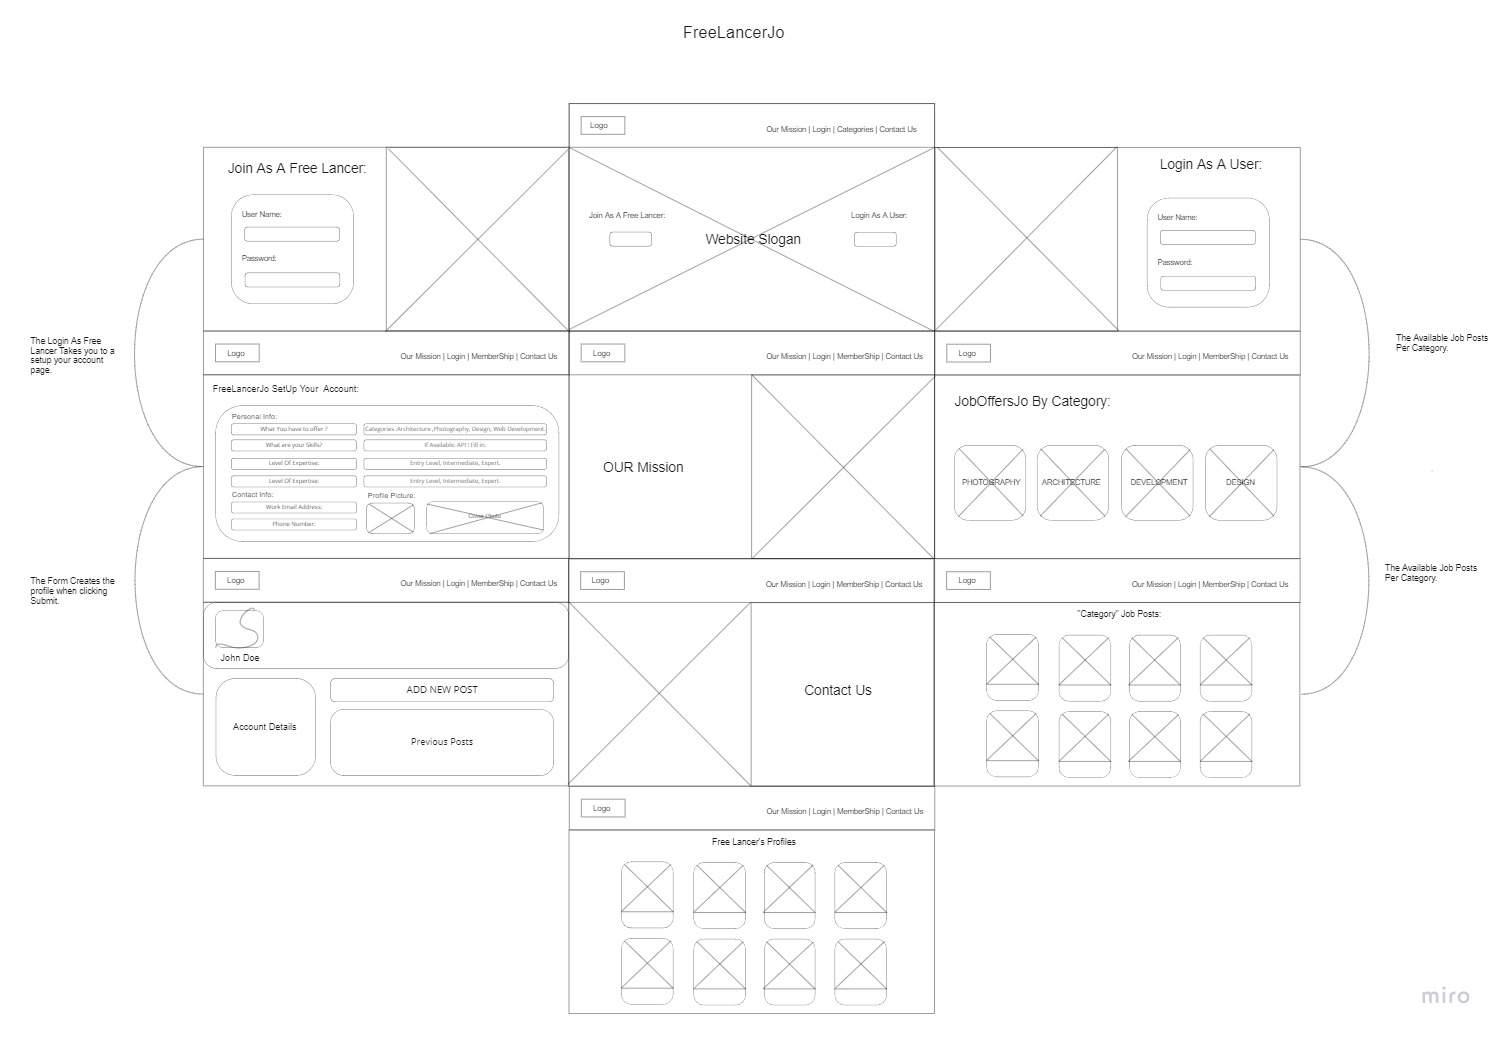 FreeLancerJo
Logo
Our Mission | Login | Categories | Contact Us
Join As A Free Lancer:
User Name:
Password:
Join As A Free Lancer:
Website Slogan
Login As A User:
Login As A User:
User Name:
Password:
The Login As Free
Lancer Takes you to a
setup your account
page.
The Available Job Posts
Per Category.
Logo
Our Mission | Login | MemberShip | Contact Us
Logo
Our Mission | Login | MemberShip | Contact Us
Logo
Our Mission | Login | MemberShip | Contact Us
FreeLancerJo SetUp Your  Account:
Personal Info:
What You have to offer ?
Categories :Architecture ,Photography, Design, Web Development.
What are your Skills?
If Available: API ! Fill in.
Level Of Expertise:
Entry Level, Intermediate, Expert.
Level Of Expertise:
Entry Level, Intermediate, Expert.
Contact Info:
Work Email Address:
Phone Number:
Profile Picture:
Cover Photo
OUR Mission
JobOffersJo By Category:
PHOTOGRAPHY
ARCHITECTURE
DEVELOPMENT
DESIGN
The Form Creates the
profile when clicking
Submit.
The Available Job Posts
Per Category.
Logo
Our Mission | Login | MemberShip | Contact Us
Logo
Our Mission | Login | MemberShip | Contact Us
Logo
Our Mission | Login | MemberShip | Contact Us
John Doe
Account Details
ADD NEW POST
Previous Posts
Contact Us
"Category" Job Posts:
Logo
Our Mission | Login | MemberShip | Contact Us
Free Lancer's Profiles
miro